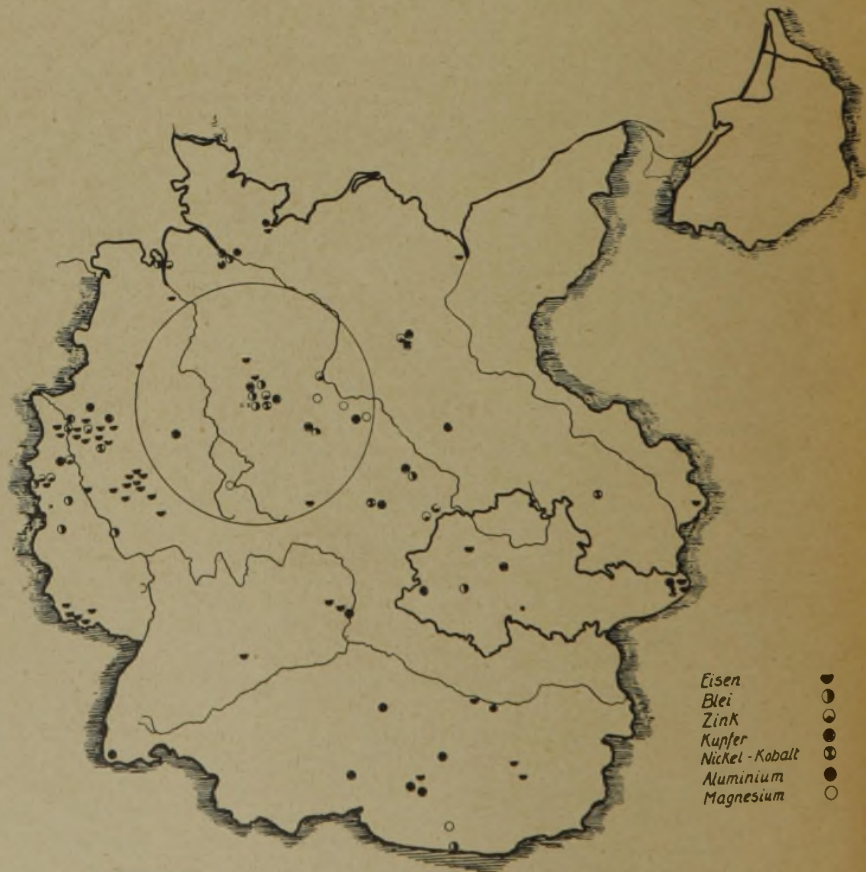 Eisen
Blei
Zink
Kupfer
Nickel-Kobalt
Aluminium
Magnesium